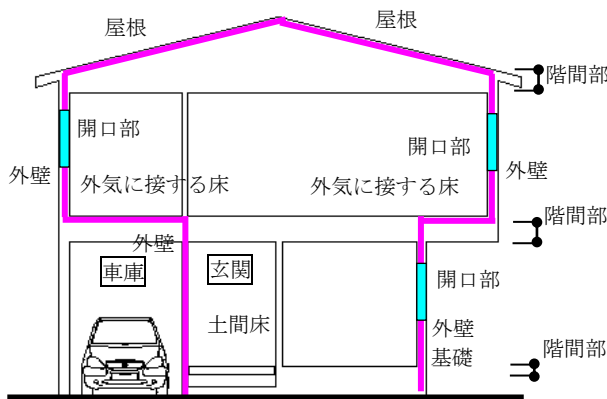 屋根
屋根
階間部
開口部
開口部
外壁
外気に接する床
外気に接する床
外壁
階間部
外壁
車庫
玄関
開口部
土間床
外壁
基礎
階間部